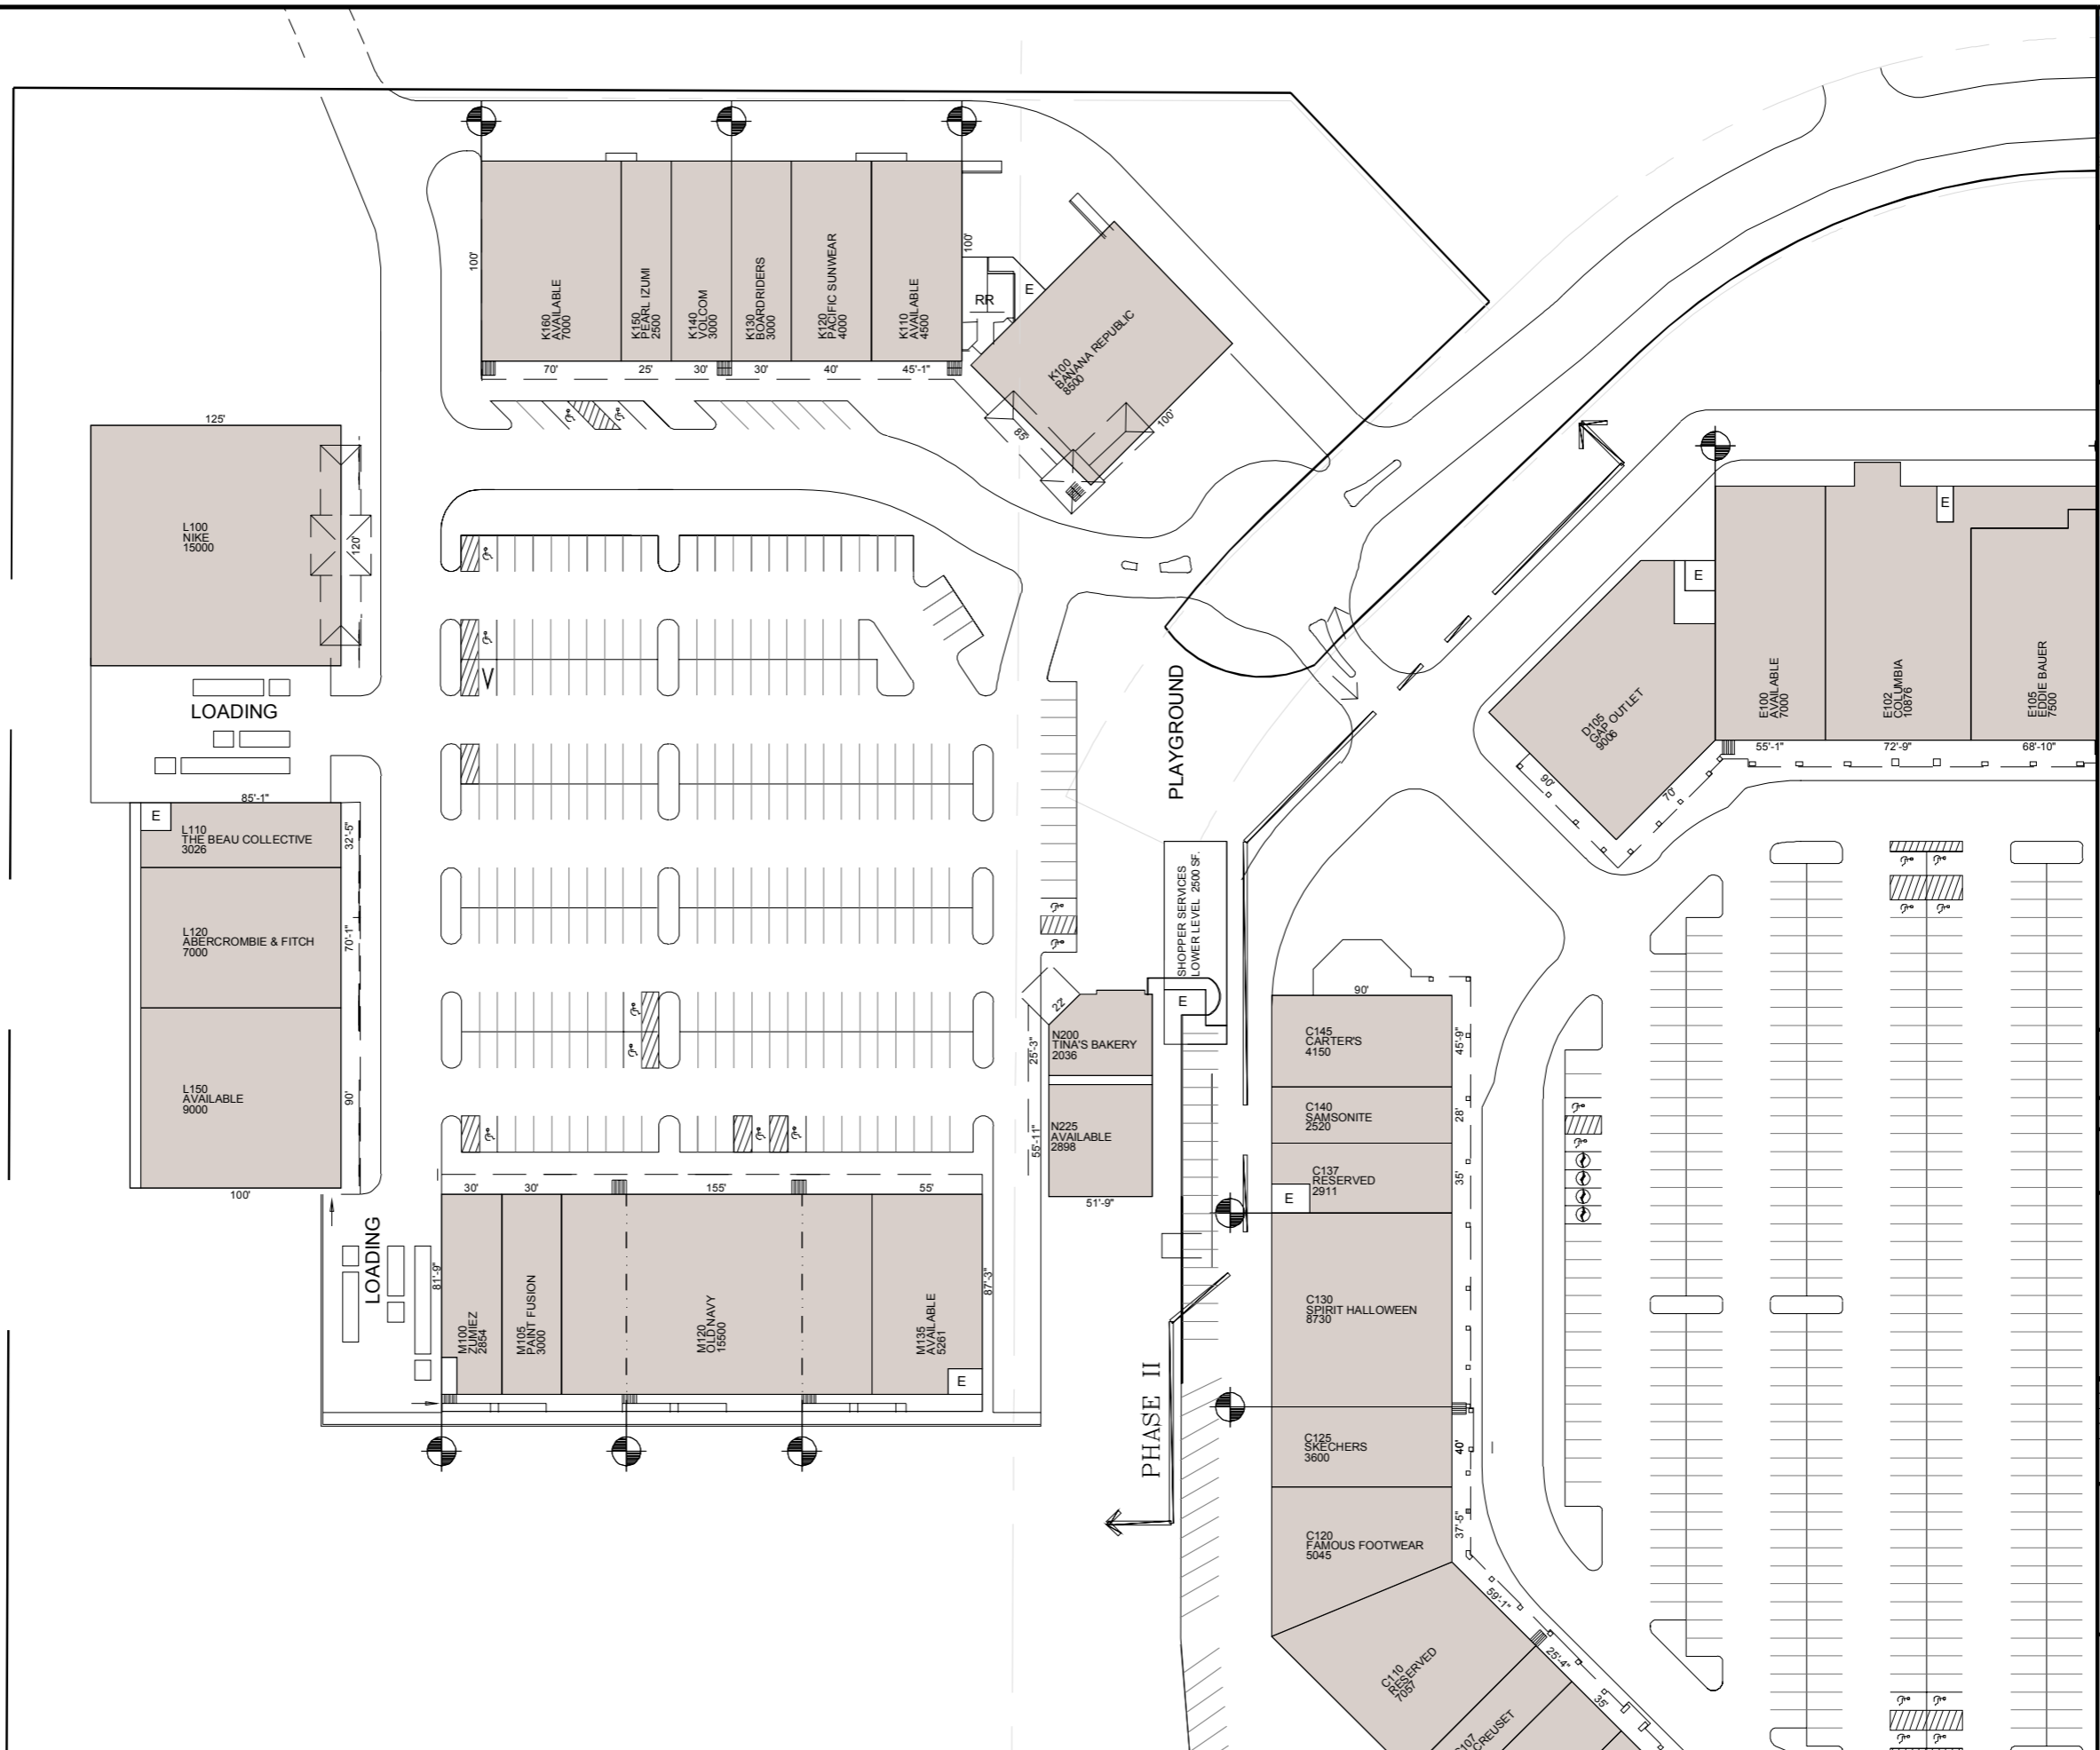 100'
K160
AVAILABLE
7000
K150
PEARL IZUMI
2500
K140
VOLCOM
3000
K130
BOARDRIDERS
3000
K120
PACIFIC SUNWEAR
4000
K110
AVAILABLE
4500
100'
RR
E
70'
25'
30'
30'
40'
45'-1"
K100
BANANA REPUBLIC
8500
85'
100'
125'
L100
NIKE
15000
120'
LOADING
85'-1"
E
L110
THE BEAU COLLECTIVE
3026
32'-5"
L120
ABERCROMBIE & FITCH
7000
70'-1"
L150
AVAILABLE
9000
90'
100'
V
LOADING
30'
30'
155'
55'
81'-9"
M100
ZUMIEZ
2854
M105
PAINT FUSION
3000
M120
OLD NAVY
15500
M135
AVAILABLE
5261
E
87'-3"
PLAYGROUND
SHOPPER SERVICES
LOWER LEVEL 2500 SF.
E
22'
N200
TINA'S BAKERY
2036
25'-3"
N225
AVAILABLE
2898
55'-11"
51'-9"
PHASE II
E
D105
GAP OUTLET
9006
90'
70'
E100
AVAILABLE
7000
E
E102
COLUMBIA
10876
E105
EDDIE BAUER
7500
55'-1"
72'-9"
68'-10"
90'
C145
CARTER'S
4150
45'-9"
C140
SAMSONITE
2520
28'
C137
RESERVED
2911
35'
E
C130
SPIRIT HALLOWEEN
8730
C125
SKECHERS
3600
40'
C120
FAMOUS FOOTWEAR
5045
37'-5"
59'-1"
C110
RESERVED
7057
25'-4"
35'
CREUSET